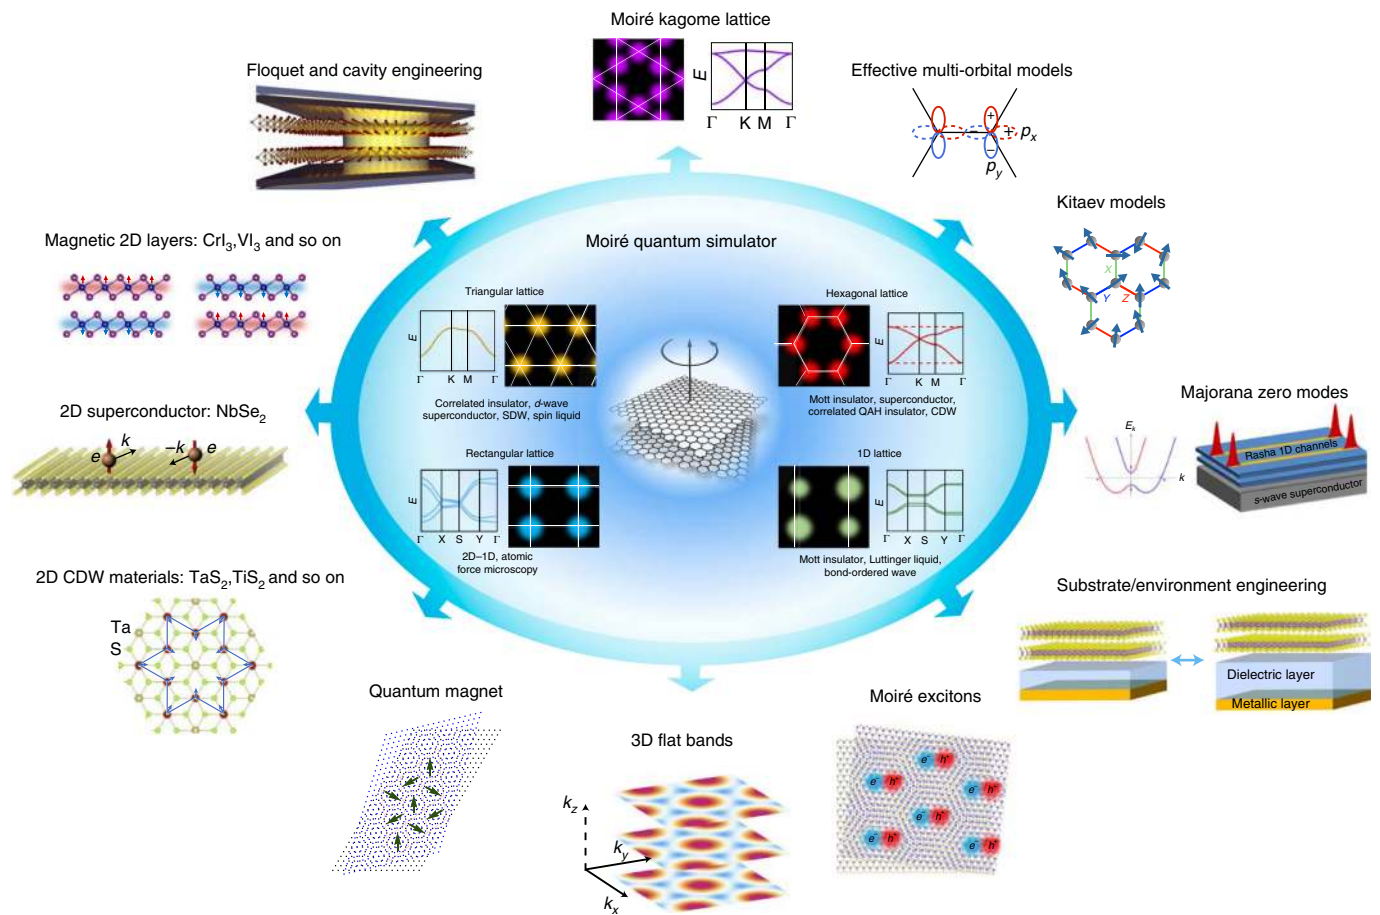 Moiré kagome lattice
E
Γ K M Γ
Floquet and cavity engineering
Effective multi-orbital models
+
− + pₓ
−
p_y
Kitaev models
X
Y Z
Magnetic 2D layers: CrI₃,VI₃ and so on
Moiré quantum simulator
Triangular lattice
E
Γ K M Γ
Correlated insulator, d-wave
superconductor, SDW, spin liquid
Hexagonal lattice
E
Γ K M Γ
Mott insulator, superconductor,
correlated QAH insulator, CDW
Rectangular lattice
E
Γ X S Y Γ
2D–1D, atomic
force microscopy
1D lattice
E
Γ X S Y Γ
Mott insulator, Luttinger liquid,
bond-ordered wave
2D superconductor: NbSe₂
e k −k e
Majorana zero modes
Eₖ
k
Rasha 1D channels
s-wave superconductor
2D CDW materials: TaS₂,TiS₂ and so on
Ta
S
Substrate/environment engineering
Dielectric layer
Metallic layer
Quantum magnet
3D flat bands
k_z
k_y
kₓ
Moiré excitons
e⁻ h⁺
e⁻ h⁺
e⁻ h⁺
e⁻ h⁺
e⁻ h⁺
e⁻ h⁺